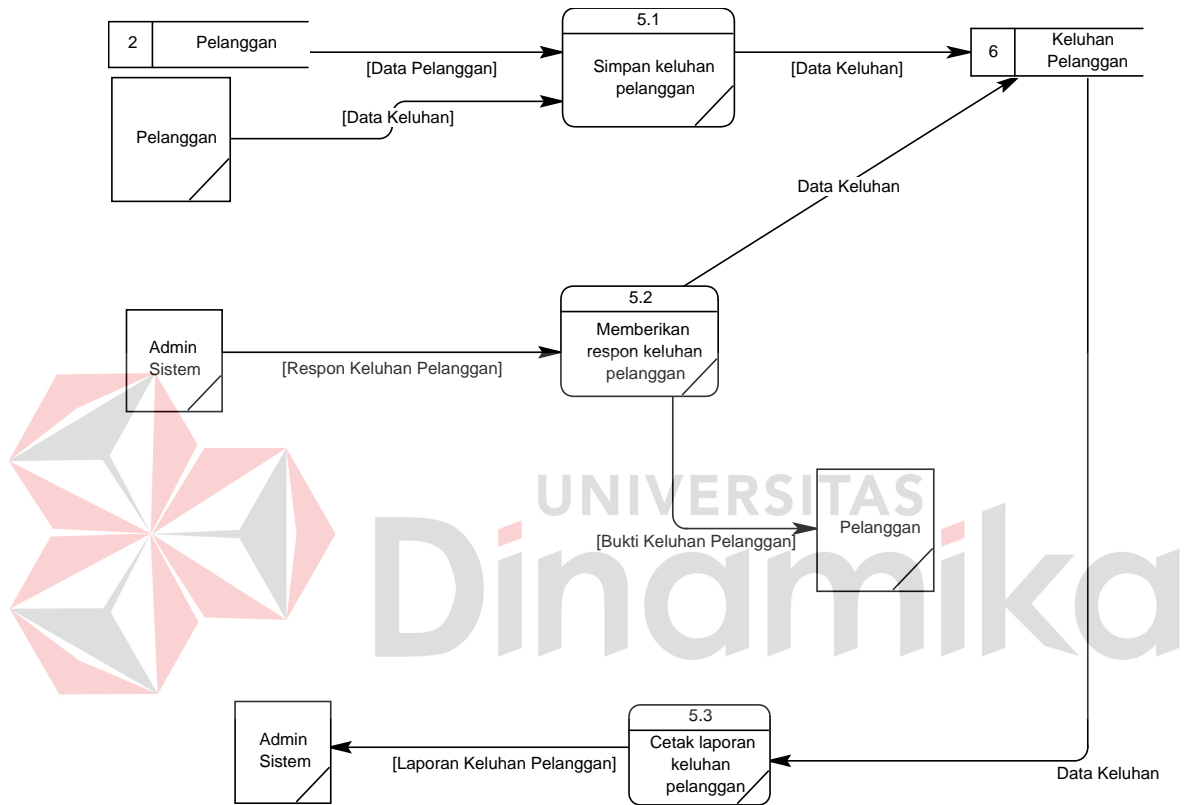 2
Pelanggan
[Data Pelanggan]
5.1
Simpan keluhan
pelanggan
[Data Keluhan]
6
Keluhan
Pelanggan
Pelanggan
[Data Keluhan]
Data Keluhan
Admin
Sistem
[Respon Keluhan Pelanggan]
5.2
Memberikan
respon keluhan
pelanggan
UNIVERSITAS
Dinamika
[Bukti Keluhan Pelanggan]
Pelanggan
Admin
Sistem
[Laporan Keluhan Pelanggan]
5.3
Cetak laporan
keluhan
pelanggan
Data Keluhan